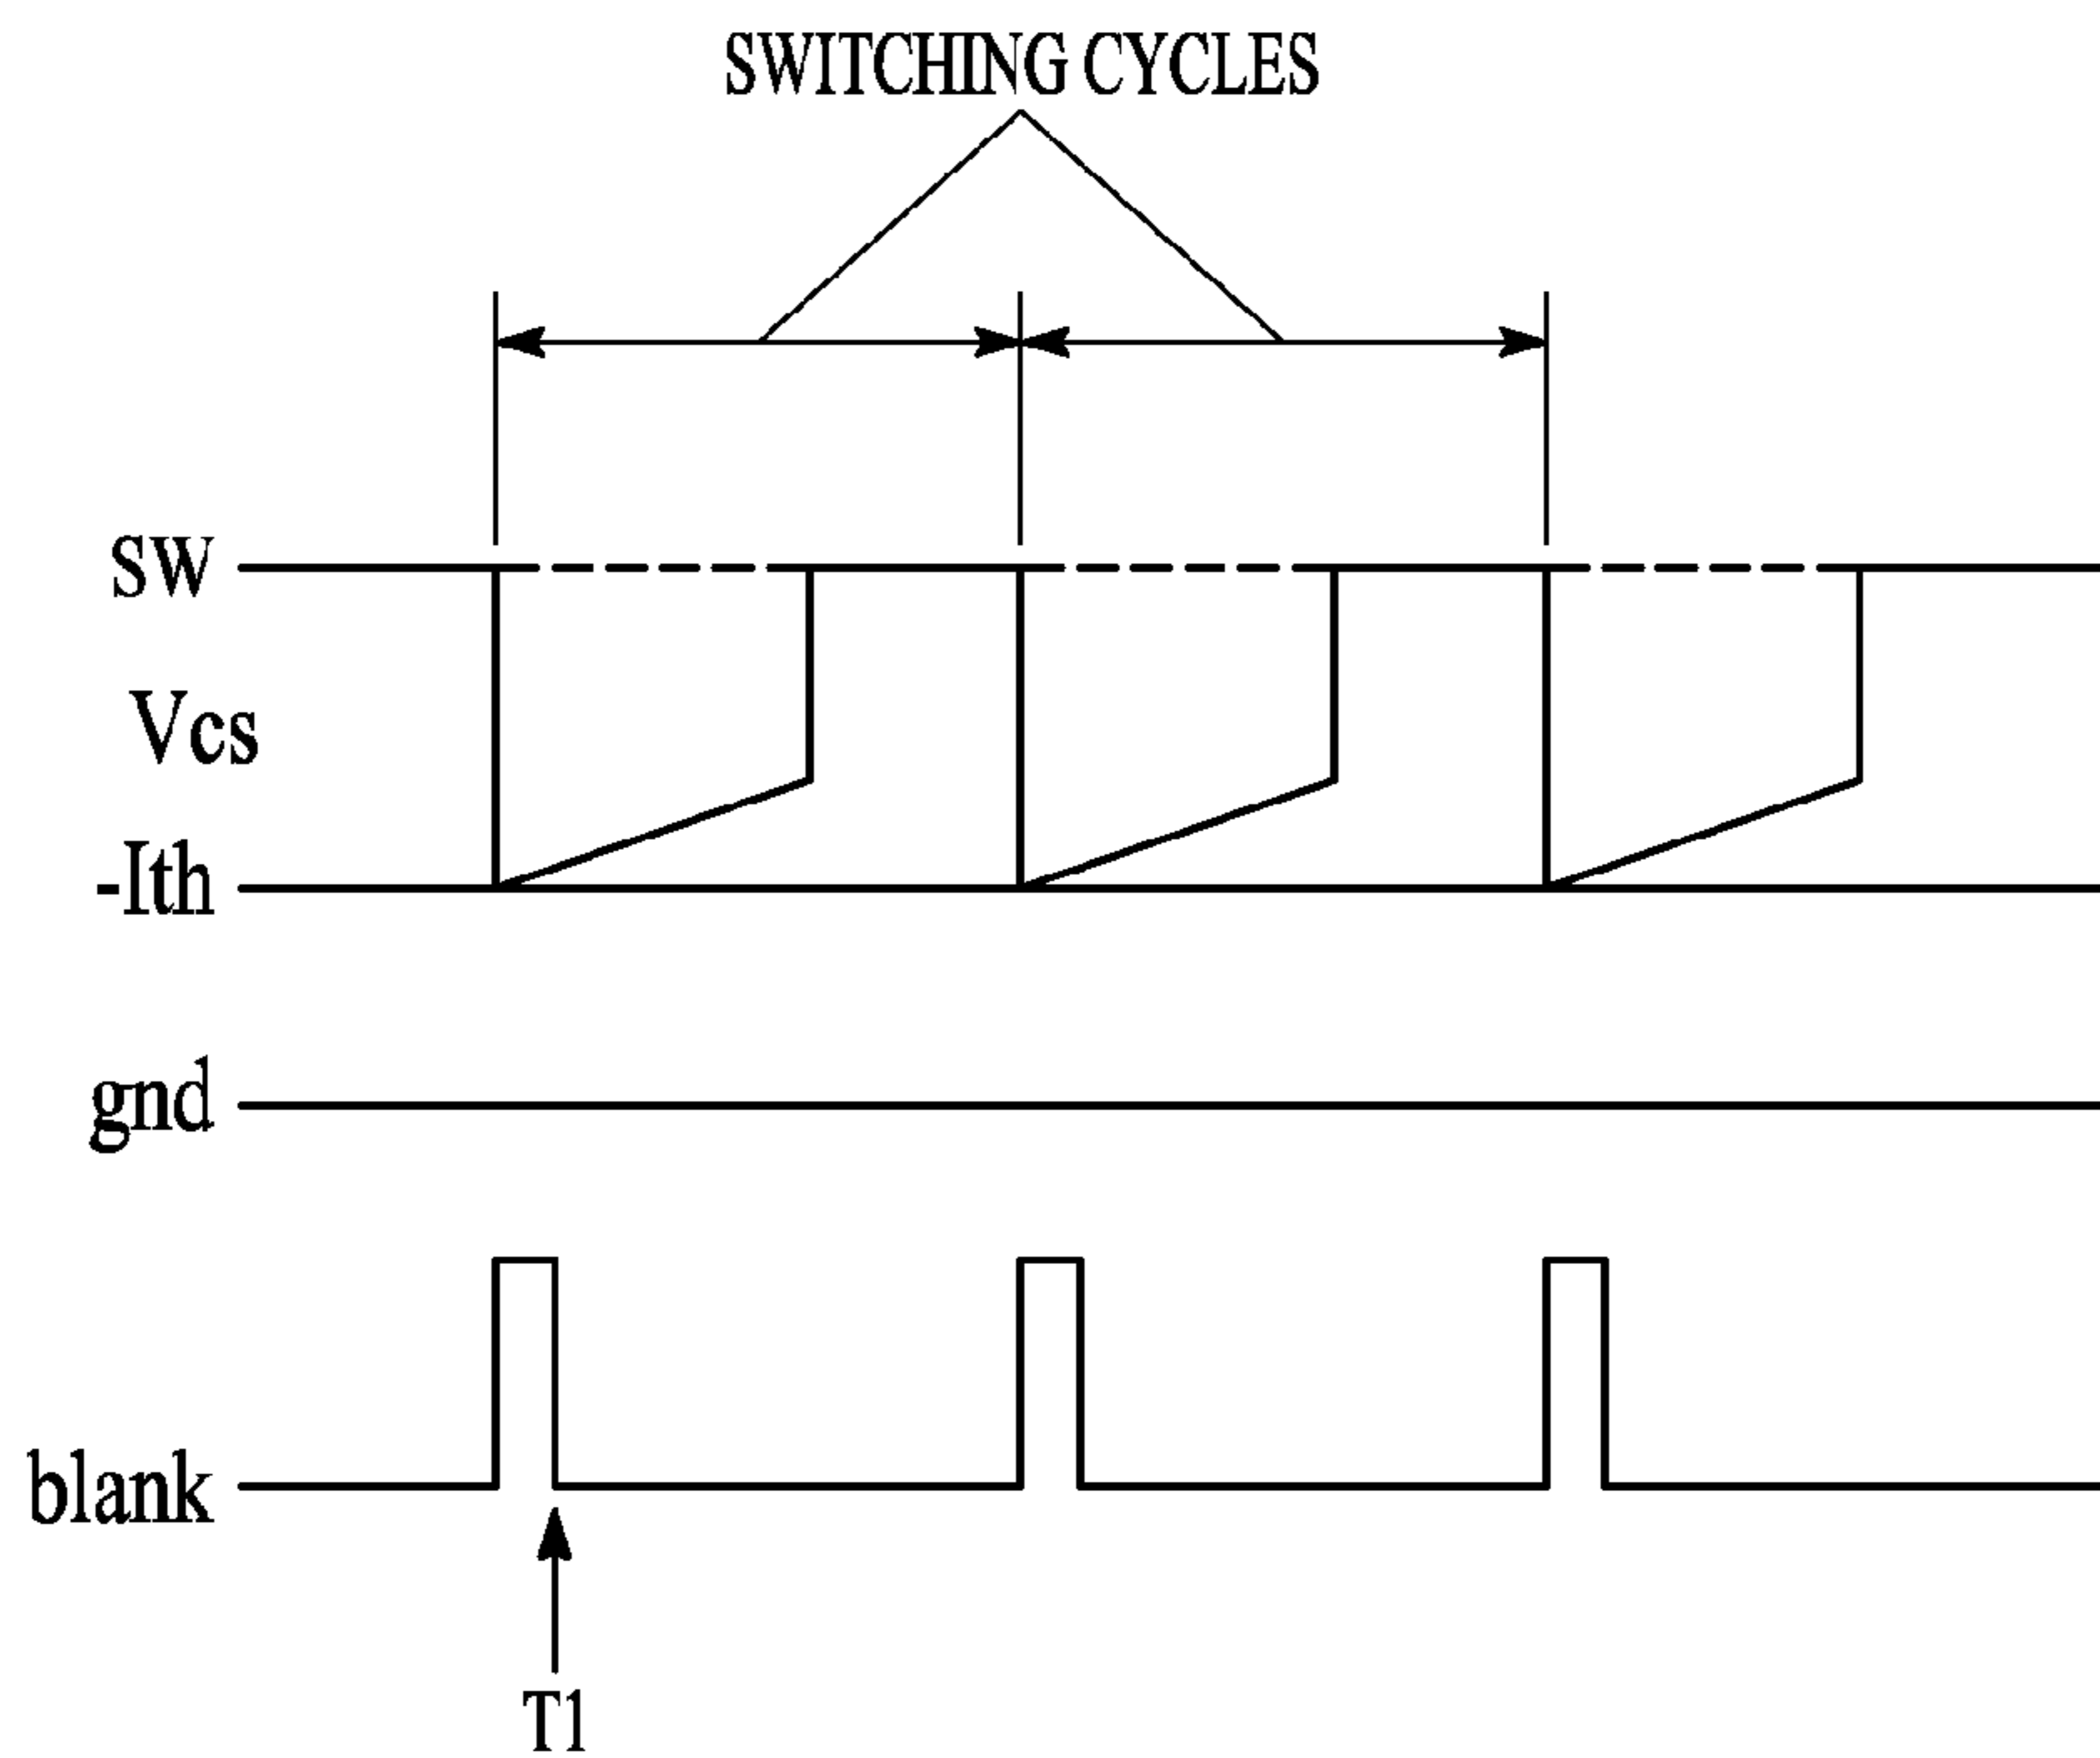 SWITCHING CYCLES
SW
Vcs
-Ith
gnd
blank
T1